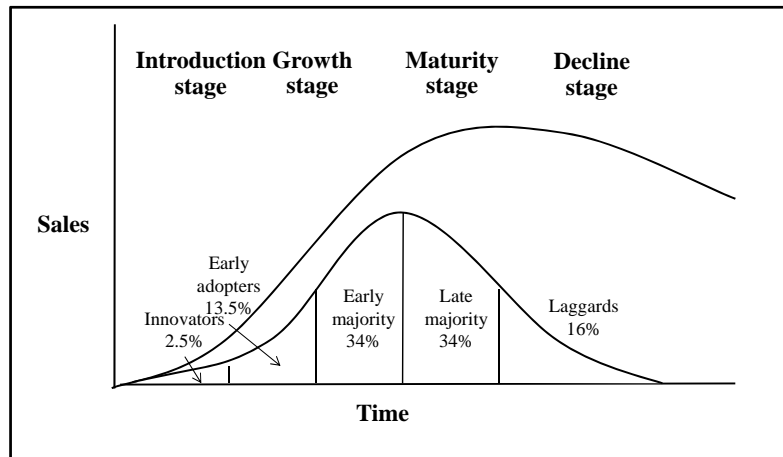 Introduction
stage
Growth
stage
Maturity
stage
Decline
stage
Sales
Early
adopters
13.5%
Innovators
2.5%
Early
majority
34%
Late
majority
34%
Laggards
16%
Time